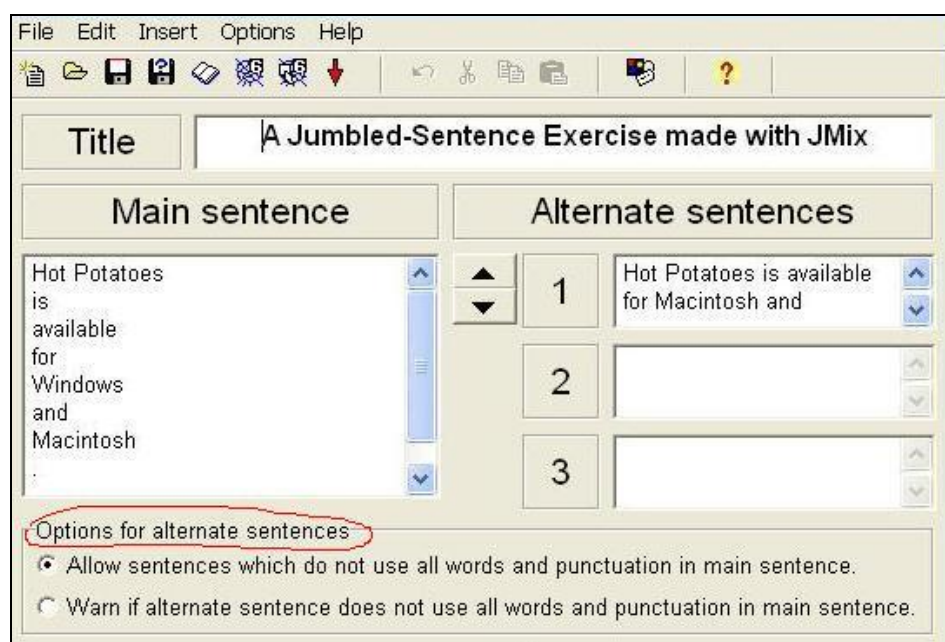 File Edit Insert Options Help
?
Title
A Jumbled-Sentence Exercise made with JMix
Main sentence
Alternate sentences
Hot Potatoes
is
available
for
Windows
and
Macintosh
.
1
Hot Potatoes is available
for Macintosh and
2
3
Options for alternate sentences
Allow sentences which do not use all words and punctuation in main sentence.
Warn if alternate sentence does not use all words and punctuation in main sentence.